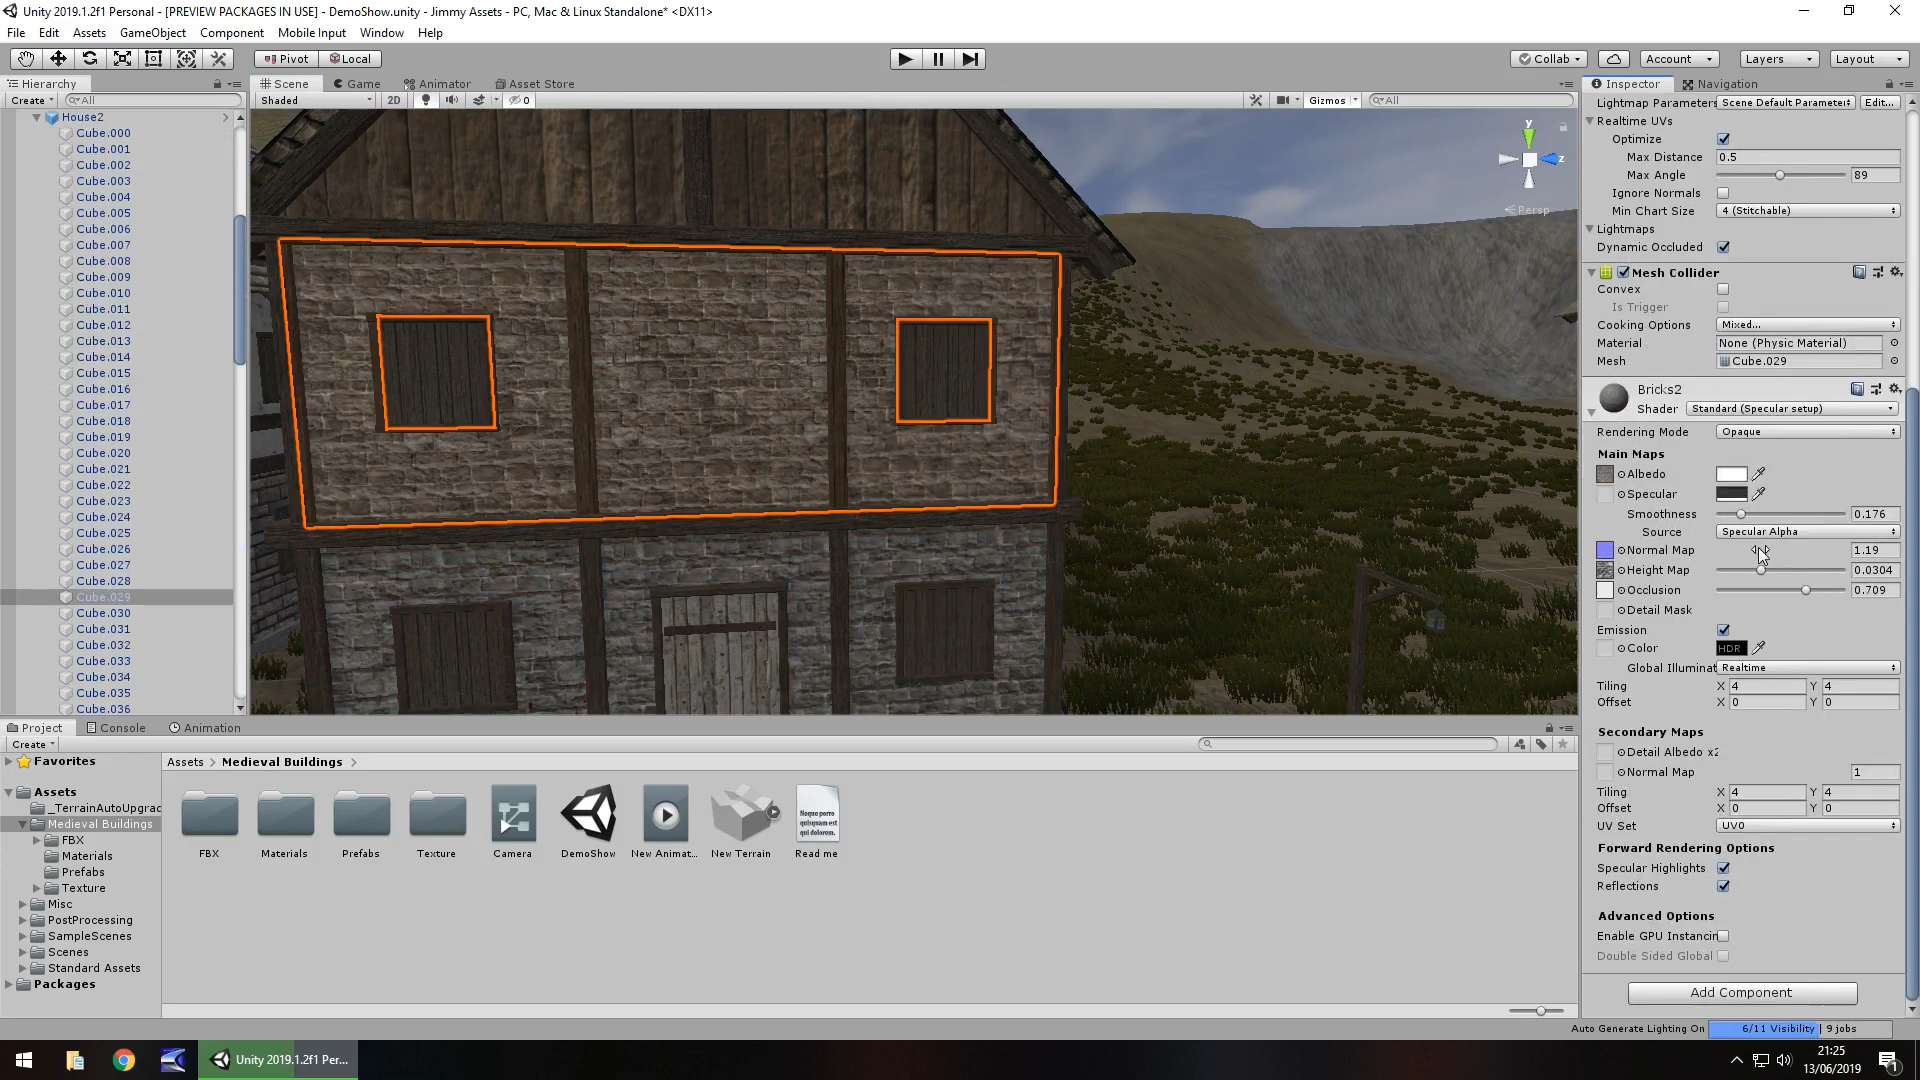 Unity 2019.1.2f1 Personal - [PREVIEW PACKAGES IN USE] - DemoShow.unity - Jimmy Assets - PC, Mac & Linux Standalone* <DX11>
File Edit Assets GameObject Component Mobile Input Window Help
Pivot Local Collab Account Layers Layout
Hierarchy Scene Game Animator Asset Store Inspector Navigation
Create All Shaded 2D 0 Gizmos All
House2
Cube.000
Cube.001
Cube.002
Cube.003
Cube.004
Cube.005
Cube.006
Cube.007
Cube.008
Cube.009
Cube.010
Cube.011
Cube.012
Cube.013
Cube.014
Cube.015
Cube.016
Cube.017
Cube.018
Cube.019
Cube.020
Cube.021
Cube.022
Cube.023
Cube.024
Cube.025
Cube.026
Cube.027
Cube.028
Cube.029
Cube.030
Cube.031
Cube.032
Cube.033
Cube.034
Cube.035
Cube.036
y
z
Persp
Lightmap Parameters Scene Default Parameter Edit...
Realtime UVs
Optimize
Max Distance 0.5
Max Angle 89
Ignore Normals
Min Chart Size 4 (Stitchable)
Lightmaps
Dynamic Occluded
Mesh Collider
Convex
Is Trigger
Cooking Options Mixed...
Material None (Physic Material)
Mesh Cube.029
Bricks2
Shader Standard (Specular setup)
Rendering Mode Opaque
Main Maps
Albedo
Specular
Smoothness 0.176
Source Specular Alpha
Normal Map 1.19
Height Map 0.0304
Occlusion 0.709
Detail Mask
Emission
Color HDR
Global Illuminat Realtime
Tiling X 4 Y 4
Offset X 0 Y 0
Secondary Maps
Detail Albedo x2
Normal Map 1
Tiling X 4 Y 4
Offset X 0 Y 0
UV Set UV0
Forward Rendering Options
Specular Highlights
Reflections
Advanced Options
Enable GPU Instancin
Double Sided Global
Add Component
Project Console Animation
Create
Favorites
Assets
_TerrainAutoUpgrac
Medieval Buildings
FBX
Materials
Prefabs
Texture
Misc
PostProcessing
SampleScenes
Scenes
Standard Assets
Packages
Assets > Medieval Buildings >
Neque porro quisquam est qui dolorem.
FBX Materials Prefabs Texture Camera DemoShow New Animat... New Terrain Read me
Auto Generate Lighting On 6/11 Visibility | 9 jobs
Unity 2019.1.2f1 Per...
21:25
13/06/2019
1